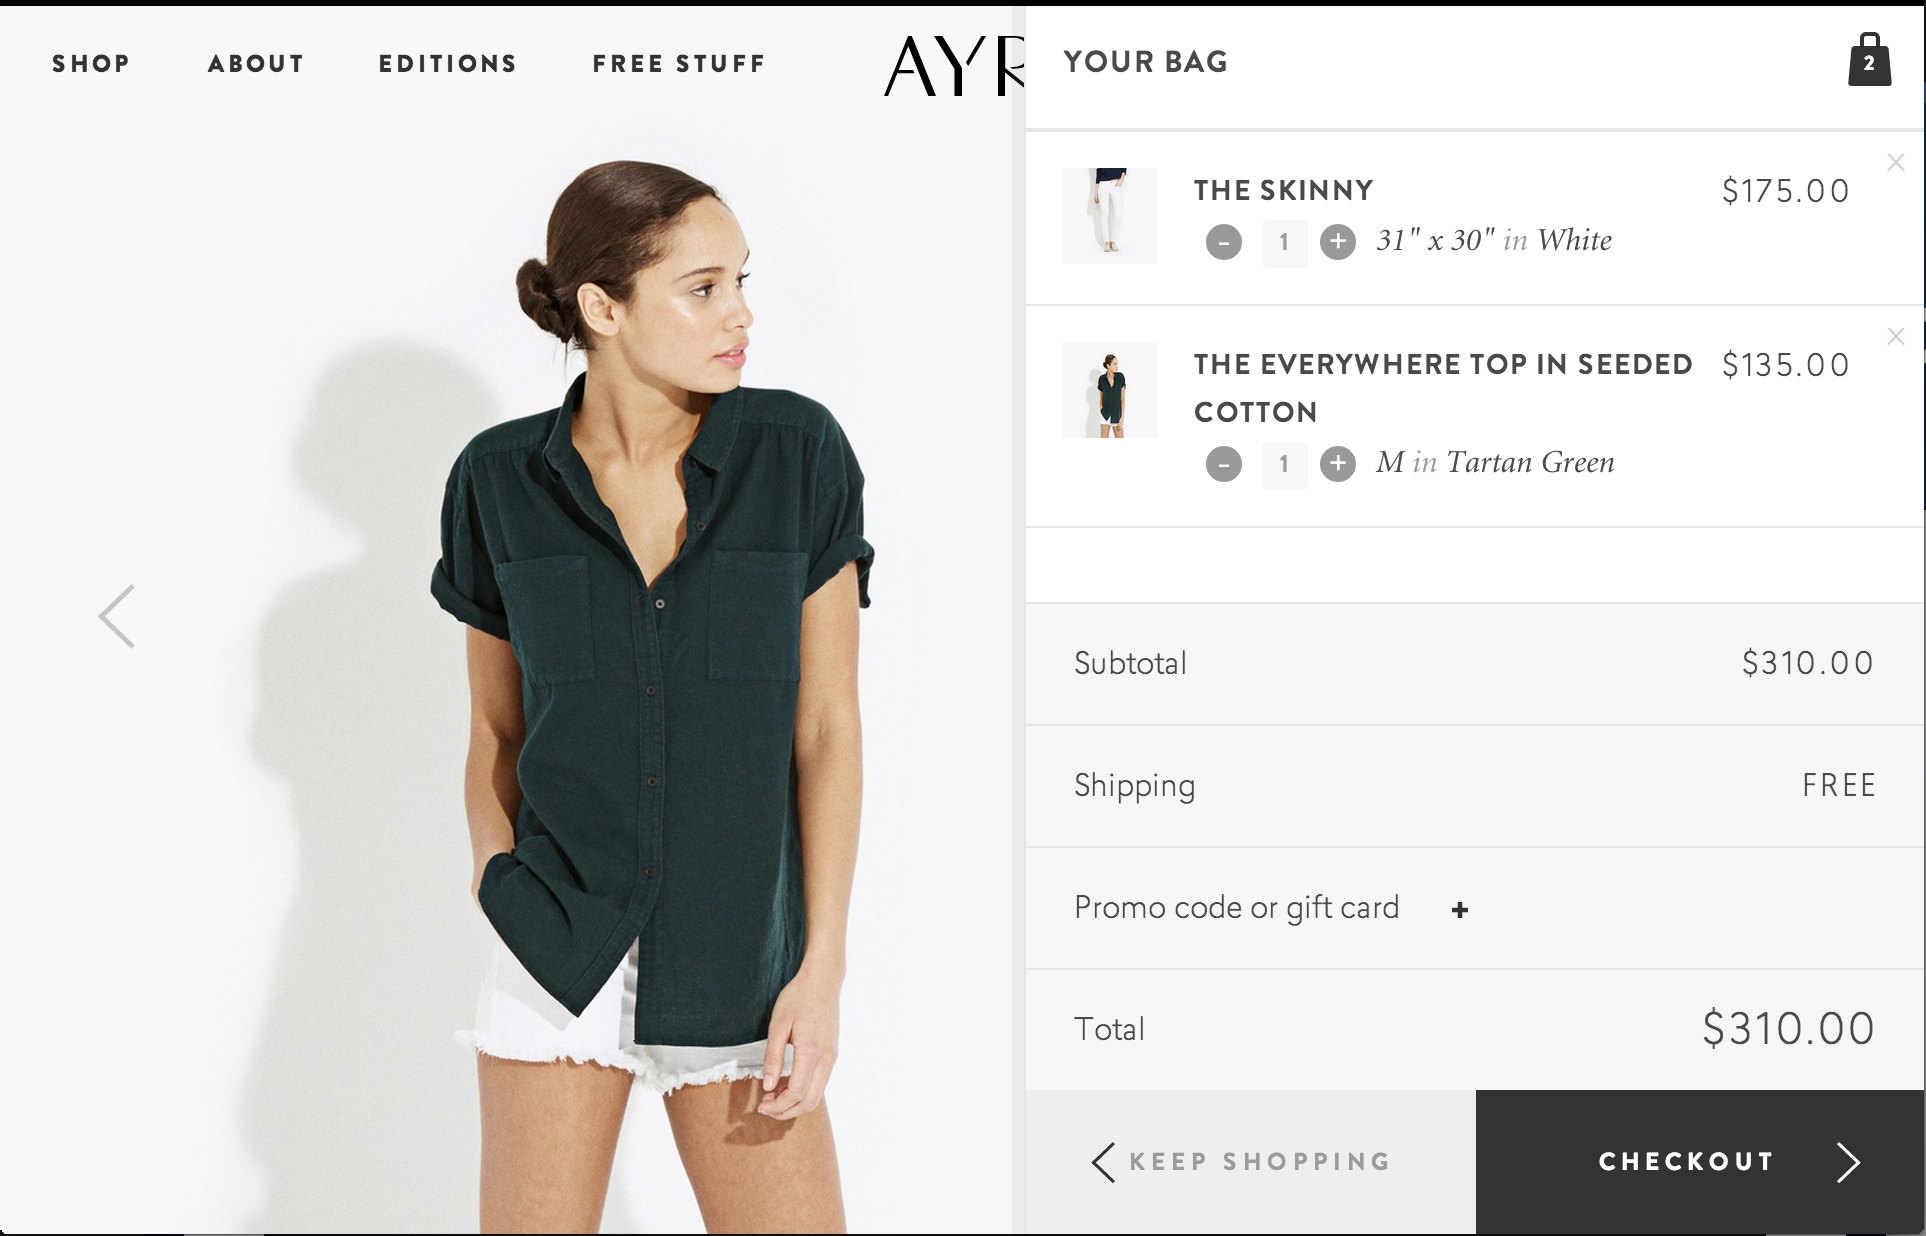 SHOP ABOUT EDITIONS FREE STUFF AYR
YOUR BAG 2
THE SKINNY $175.00
- 1 + 31" x 30" in White
THE EVERYWHERE TOP IN SEEDED $135.00
COTTON
- 1 + M in Tartan Green
Subtotal $310.00
Shipping FREE
Promo code or gift card +
Total $310.00
KEEP SHOPPING CHECKOUT